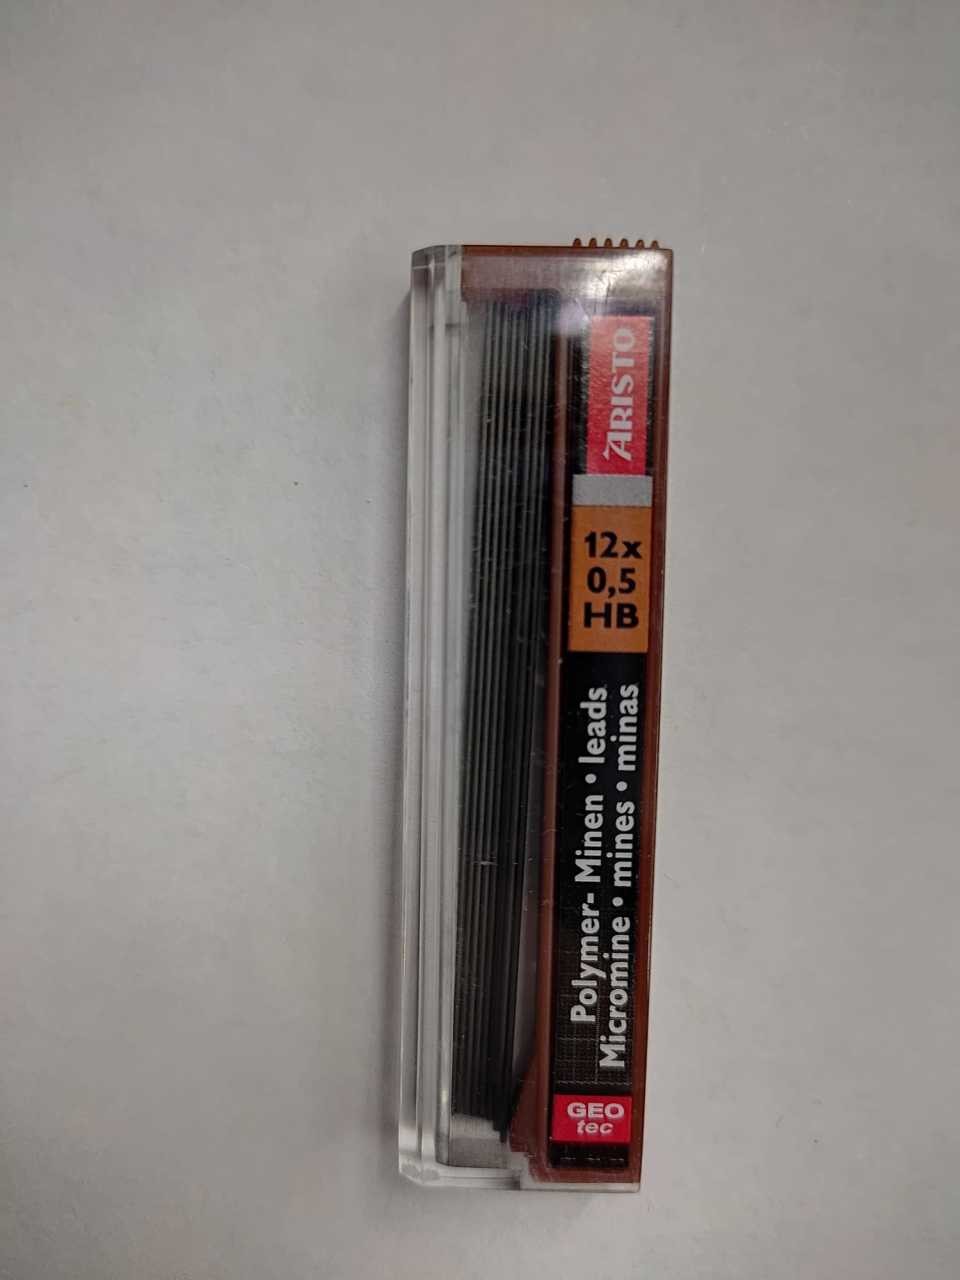 ARISTO
12x
0,5
HB
Polymer- Minen • leads
Micromine • mines • minas
GEO
tec